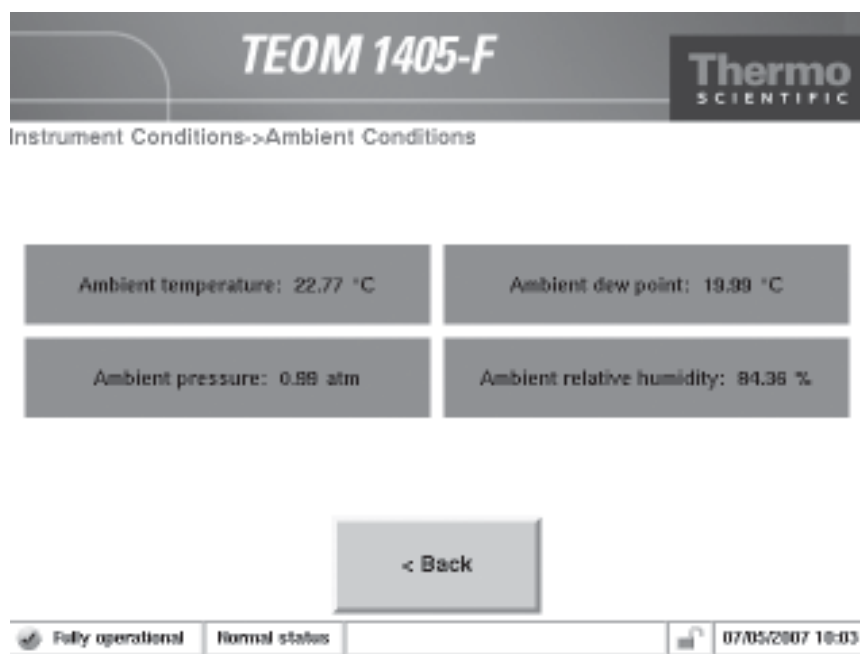 TEOM 1405-F
Thermo
SCIENTIFIC
Instrument Conditions->Ambient Conditions
Ambient temperature: 22.77 °C
Ambient dew point: 19.99 °C
Ambient pressure: 0.99 atm
Ambient relative humidity: 84.36 %
< Back
Fully operational
Normal status
07/05/2007 10:03